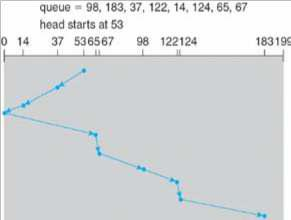 queue = 98, 183, 37, 122, 14, 124, 65, 67
head starts at 53
0 14 37 53 65 67 98 122 124 183 199